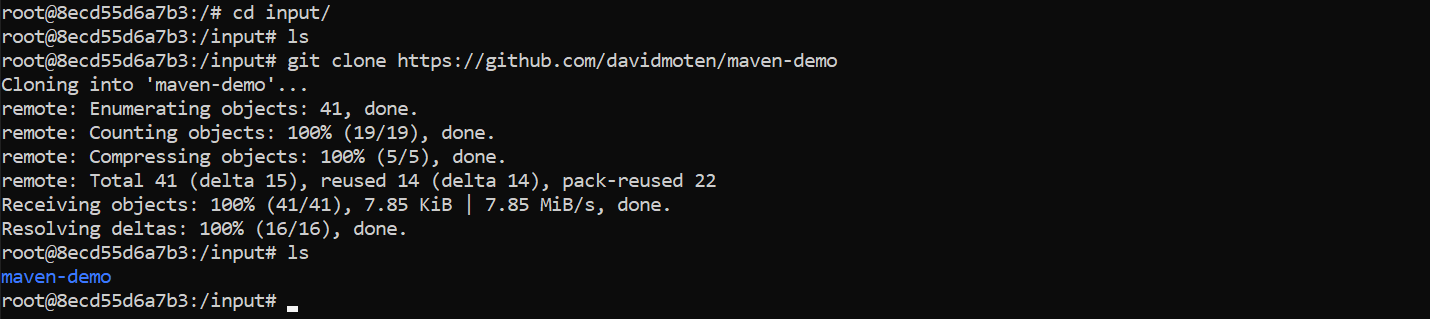 root@8ecd55d6a7b3:/# cd input/
root@8ecd55d6a7b3:/input# ls
root@8ecd55d6a7b3:/input# git clone https://github.com/davidmoten/maven-demo
Cloning into 'maven-demo'...
remote: Enumerating objects: 41, done.
remote: Counting objects: 100% (19/19), done.
remote: Compressing objects: 100% (5/5), done.
remote: Total 41 (delta 15), reused 14 (delta 14), pack-reused 22
Receiving objects: 100% (41/41), 7.85 KiB | 7.85 MiB/s, done.
Resolving deltas: 100% (16/16), done.
root@8ecd55d6a7b3:/input# ls
maven-demo
root@8ecd55d6a7b3:/input#